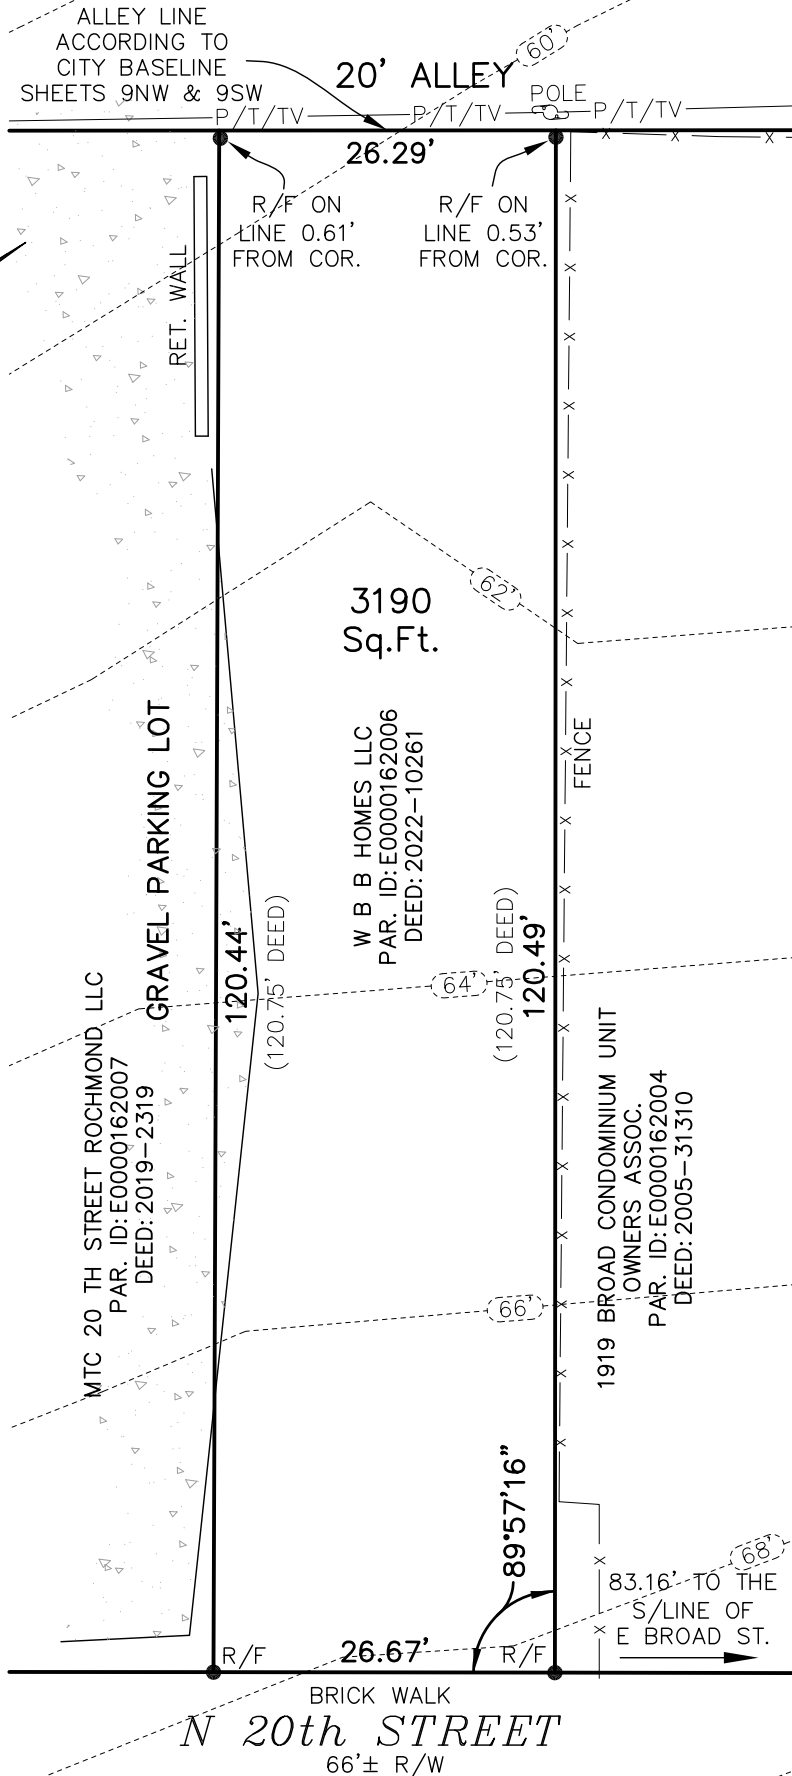 ALLEY LINE
ACCORDING TO
CITY BASELINE
SHEETS 9NW & 9SW
20' ALLEY
60'
POLE
P/T/TV
P/T/TV
P/T/TV
26.29'
R/F ON
LINE 0.61'
FROM COR.
R/F ON
LINE 0.53'
FROM COR.
RET. WALL
62'
3190
Sq.Ft.
GRAVEL PARKING LOT
W B B HOMES LLC
PAR. ID:E0000162006
DEED:2022-10261
FENCE
120.44'
(120.75' DEED)
(120.75' DEED)
120.49'
64'
MTC 20 TH STREET ROCHMOND LLC
PAR. ID:E0000162007
DEED:2019-2319
1919 BROAD CONDOMINIUM UNIT
OWNERS ASSOC.
PAR. ID:E0000162004
DEED:2005-31310
66'
89°57'16"
68'
83.16' TO THE
S/LINE OF
E BROAD ST.
R/F
26.67'
R/F
BRICK WALK
N 20th STREET
66'± R/W